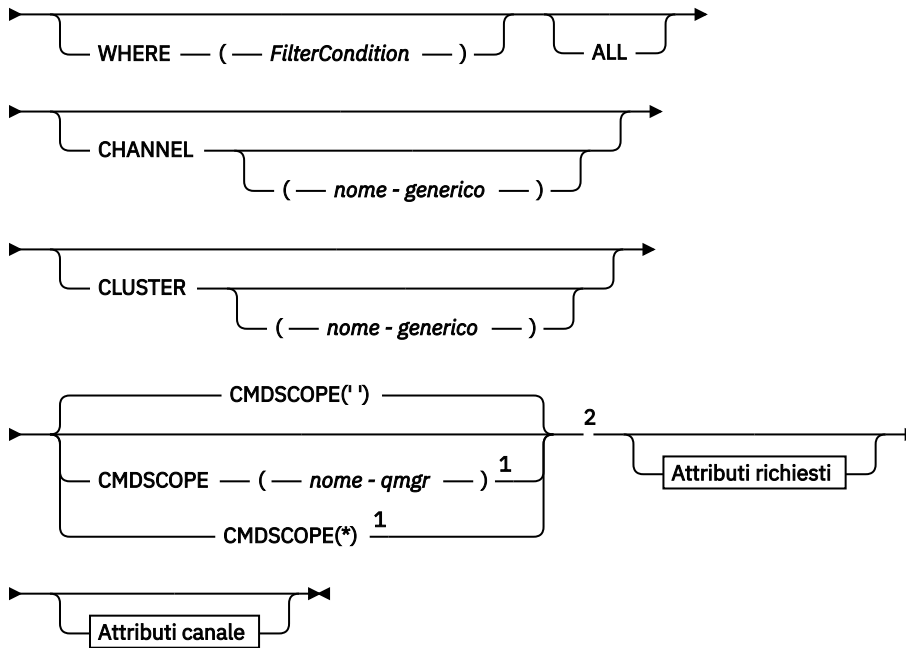 WHERE ( FilterCondition ) ALL
CHANNEL
( nome - generico )
CLUSTER
( nome - generico )
CMDSCOPE(' ')
2
CMDSCOPE ( nome - qmgr ) 1
Attributi richiesti
CMDSCOPE(*) 1
Attributi canale